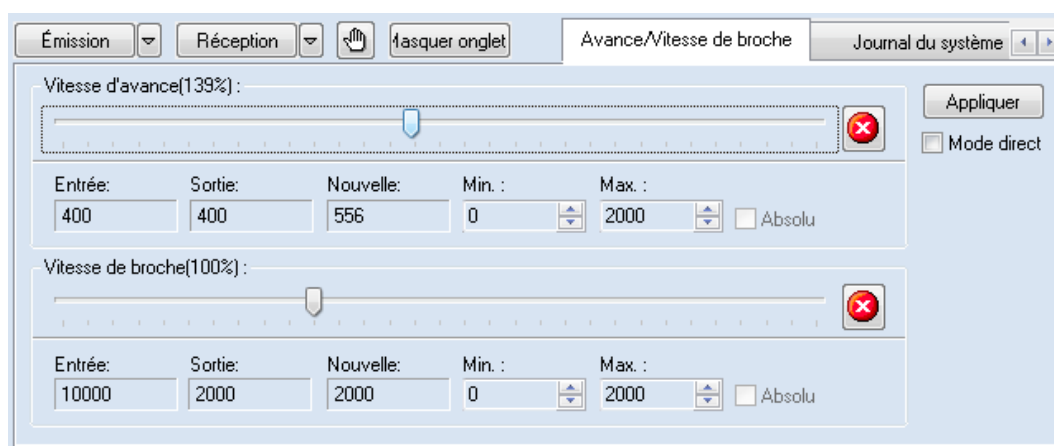 Émission Réception Masquer onglet Avance/Vitesse de broche Journal du système
Vitesse d'avance(139%) :
Appliquer
Mode direct
Entrée: Sortie: Nouvelle: Min. : Max. :
400 400 556 0 2000 Absolu
Vitesse de broche(100%) :
Entrée: Sortie: Nouvelle: Min. : Max. :
10000 2000 2000 0 2000 Absolu